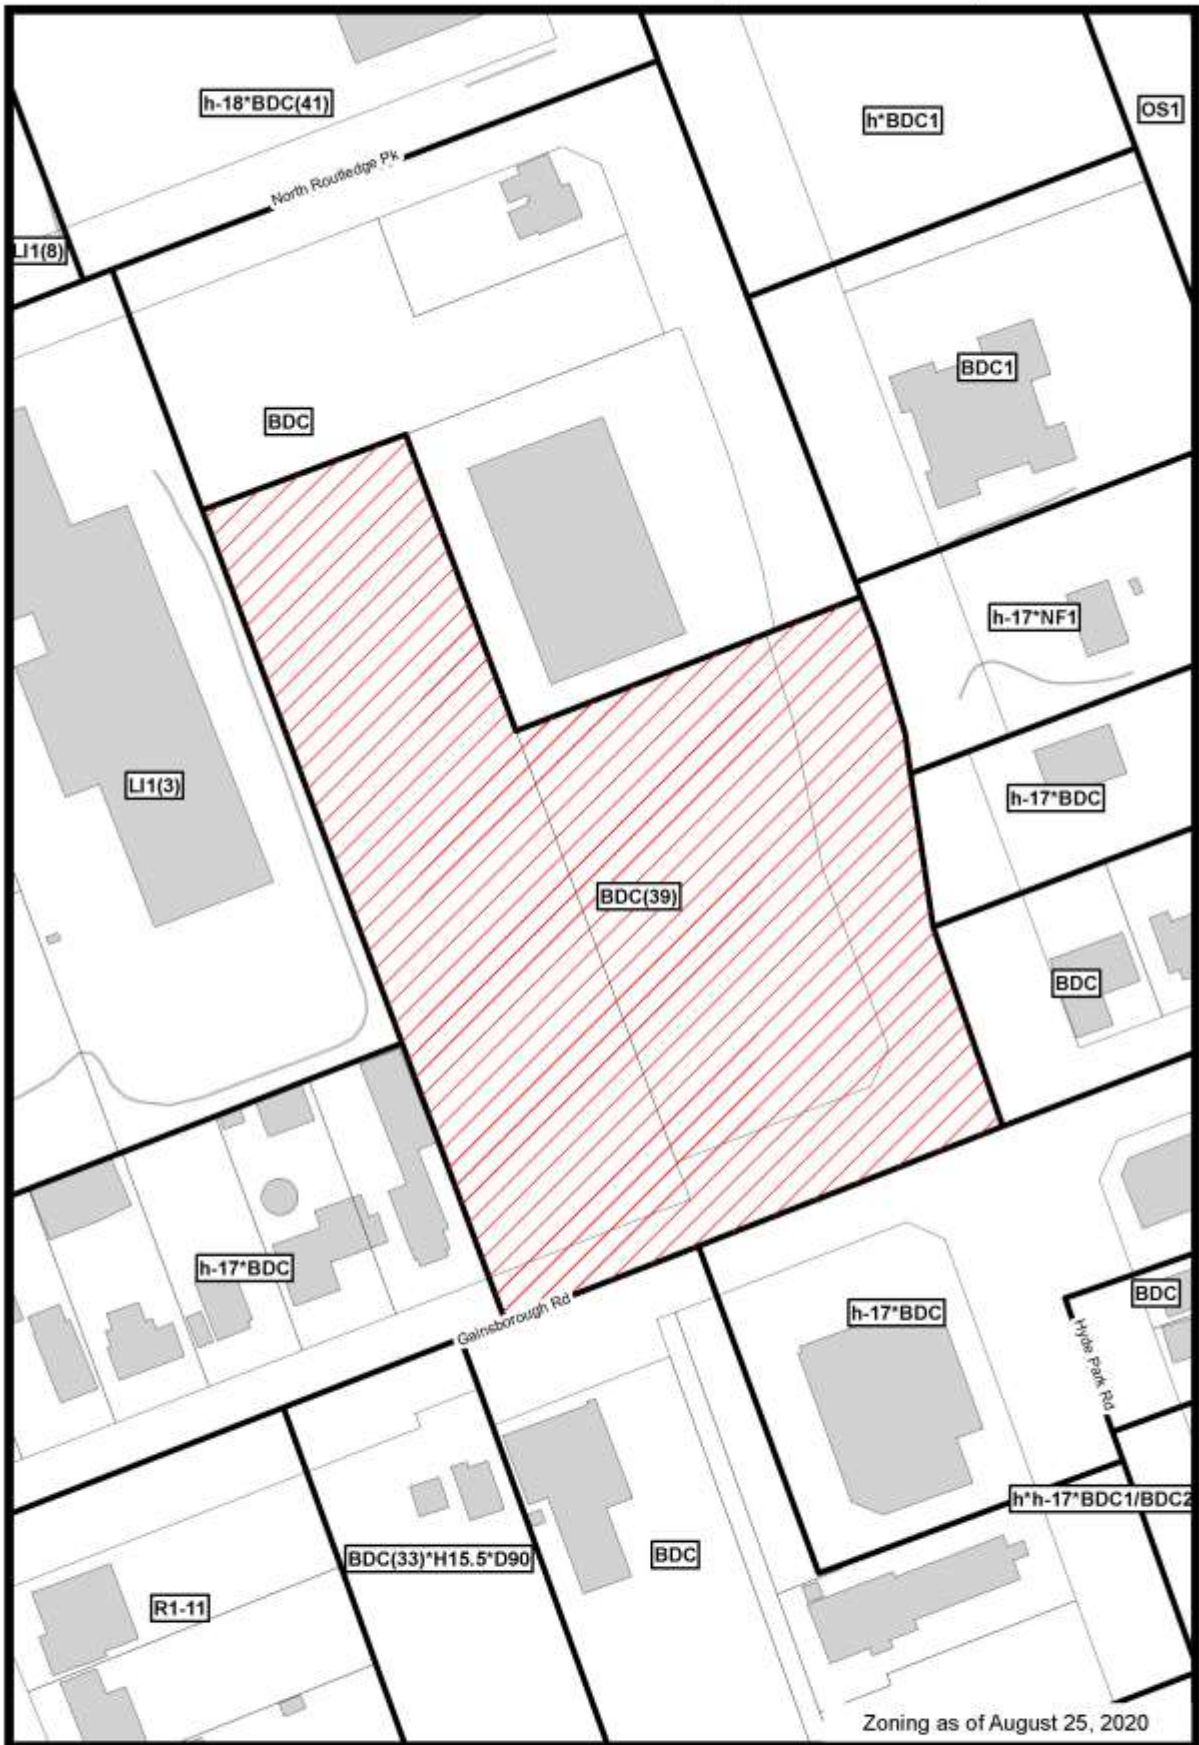 h-18*BDC(41)
h*BDC1
OS1
North Routledge Pk
LI1(8)
BDC1
BDC
h-17*NF1
LI1(3)
h-17*BDC
BDC(39)
BDC
h-17*BDC
BDC
h-17*BDC
Gainsborough Rd
Hyde Park Rd
h*h-17*BDC1/BDC2
BDC(33)*H15.5*D90
BDC
R1-11
Zoning as of August 25, 2020